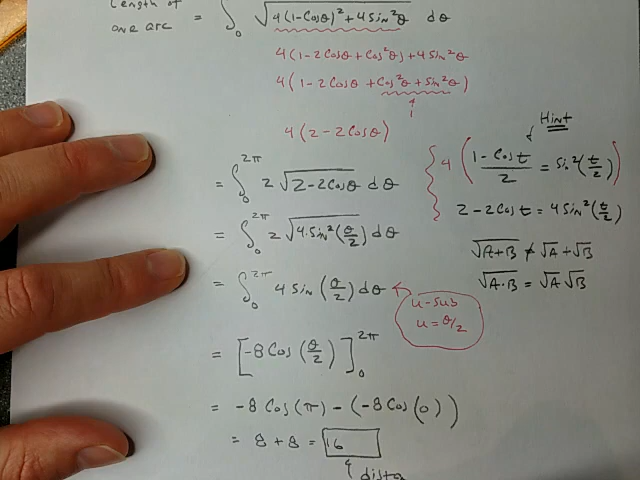 Length of one arc = ∫₀ √(4(1-Cosθ)² + 4Sin²θ) dθ
4(1-2Cosθ + Cos²θ) + 4Sin²θ
4(1-2Cosθ + Cos²θ + Sin²θ)
1
4(2-2Cosθ)
Hint
4((1-Cos t)/2 = Sin²(t/2))
2-2Cos t = 4Sin²(t/2)
= ∫₀^2π 2√(2-2Cosθ) dθ
= ∫₀^2π 2√(4·Sin²(θ/2)) dθ
√(A+B) ≠ √A + √B
√(A·B) = √A √B
= ∫₀^2π 4 Sin(θ/2) dθ
u-sub
u = θ/2
= [-8 Cos(θ/2)]₀^2π
= -8 Cos(π) - (-8 Cos(0))
= 8 + 8 = 16